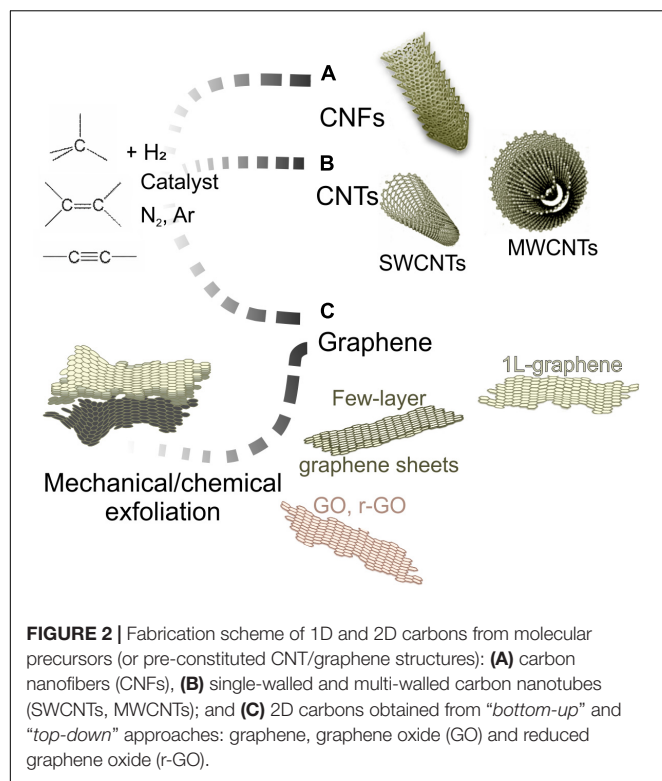 A
CNFs
C
+ H₂
B
Catalyst
CNTs
C=C
N₂, Ar
SWCNTs
MWCNTs
C≡C
C
Graphene
1L-graphene
Few-layer
graphene sheets
Mechanical/chemical
exfoliation
GO, r-GO
FIGURE 2 | Fabrication scheme of 1D and 2D carbons from molecular
precursors (or pre-constituted CNT/graphene structures): (A) carbon
nanofibers (CNFs), (B) single-walled and multi-walled carbon nanotubes
(SWCNTs, MWCNTs); and (C) 2D carbons obtained from “bottom-up” and
“top-down” approaches: graphene, graphene oxide (GO) and reduced
graphene oxide (r-GO).